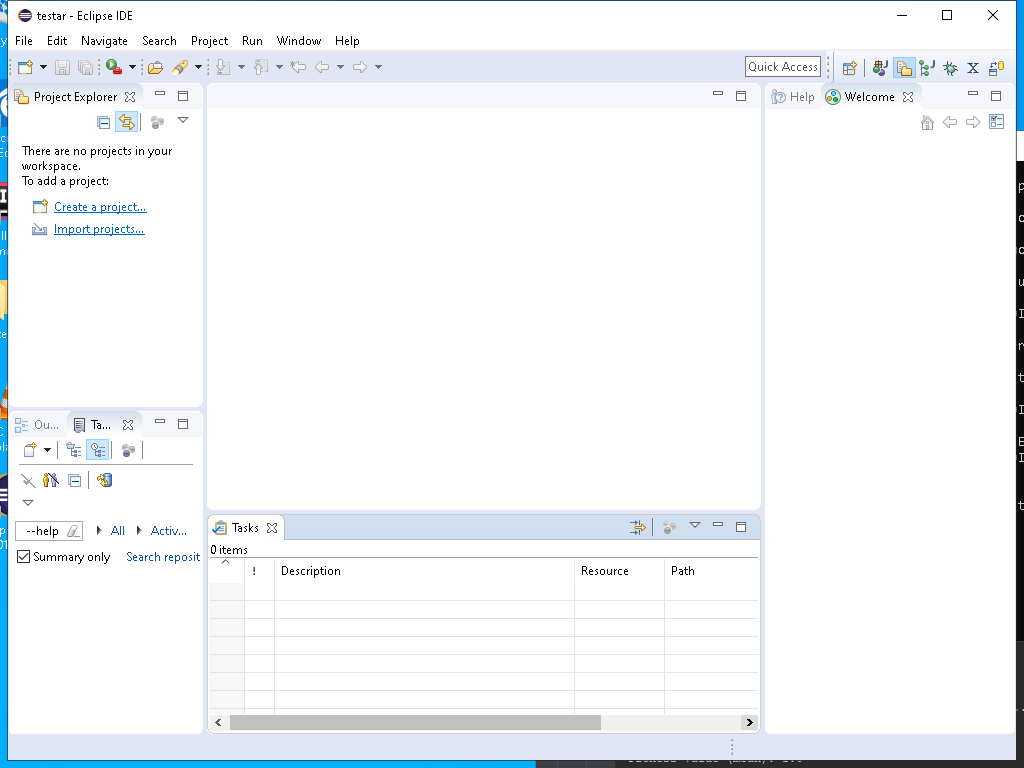 testar - Eclipse IDE
File Edit Navigate Search Project Run Window Help
Quick Access
Project Explorer
Help Welcome
There are no projects in your
workspace.
To add a project:
Create a project...
Import projects...
Ou... Ta...
--help All Activ...
Summary only Search reposit
Tasks
0 items
! Description Resource Path